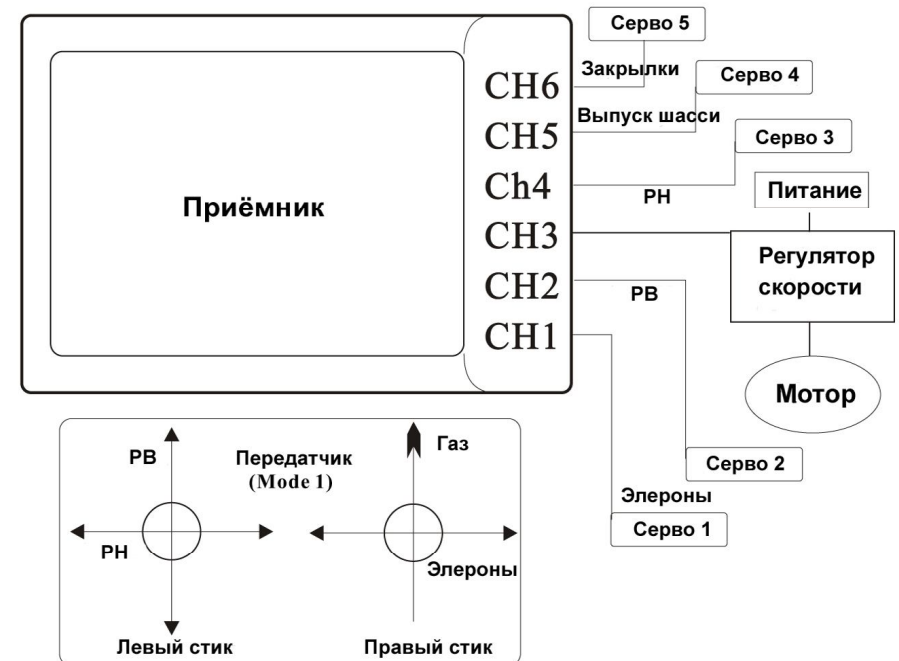 Серво 5
Закрылки
CH6
Серво 4
Выпуск шасси
CH5
Серво 3
Ch4
РН
Приёмник
Питание
CH3
Регулятор
скорости
CH2
РВ
CH1
Мотор
Серво 2
Элероны
Серво 1
РВ
Передатчик
(Mode 1)
Газ
РН
Элероны
Левый стик
Правый стик